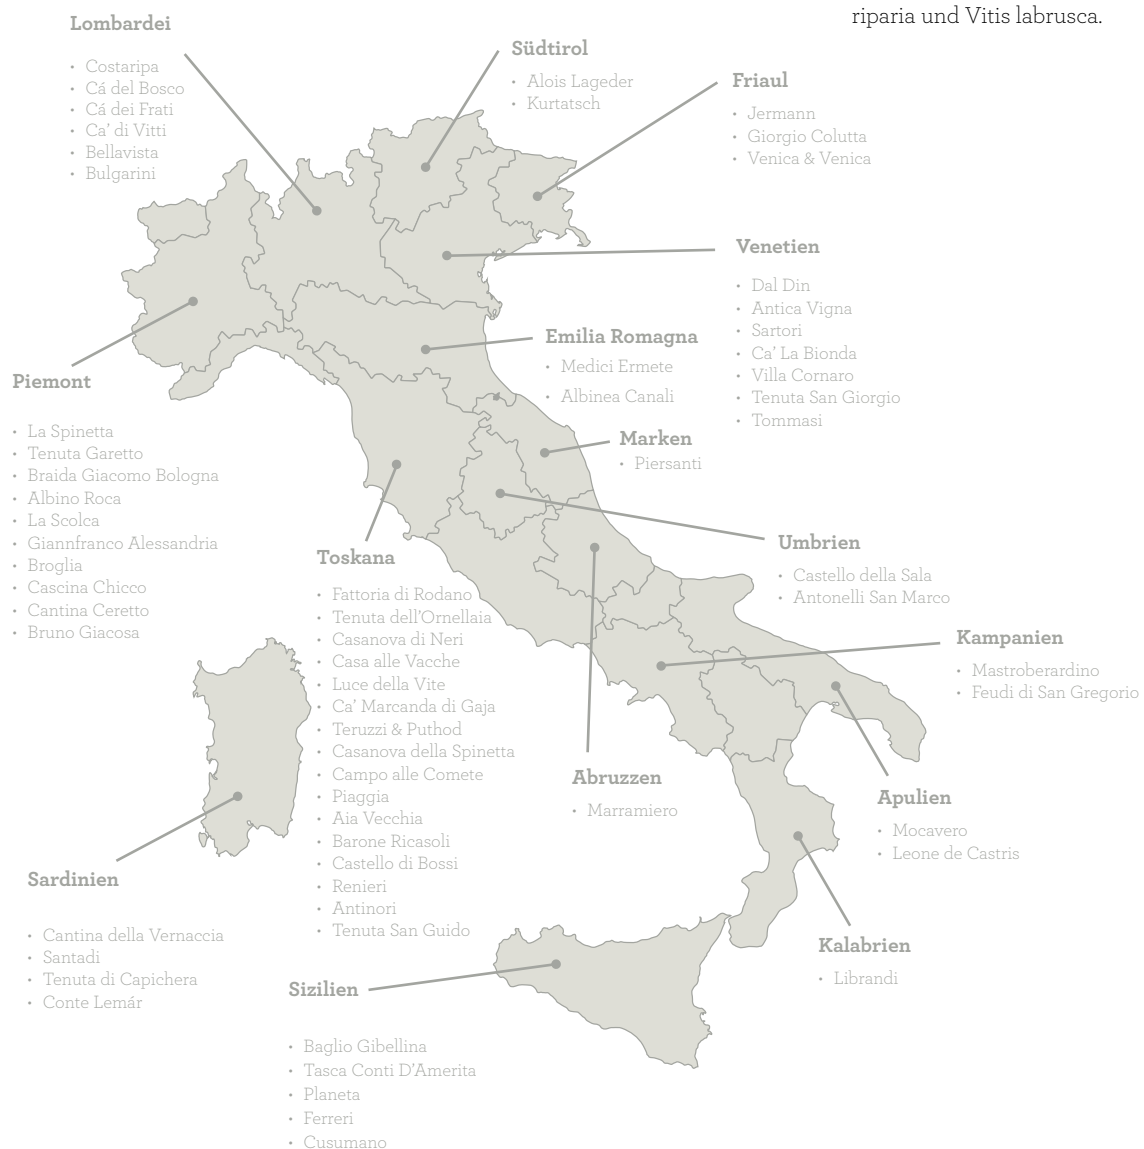 riparia und Vitis labrusca.
Lombardei
• Costaripa
• Cá del Bosco
• Cá dei Frati
• Ca’ di Vitti
• Bellavista
• Bulgarini
Südtirol
• Alois Lageder
• Kurtatsch
Friaul
• Jermann
• Giorgio Colutta
• Venica & Venica
Venetien
• Dal Din
• Antica Vigna
• Sartori
• Ca’ La Bionda
• Villa Cornaro
• Tenuta San Giorgio
• Tommasi
Emilia Romagna
• Medici Ermete
• Albinea Canali
Piemont
• La Spinetta
• Tenuta Garetto
• Braida Giacomo Bologna
• Albino Roca
• La Scolca
• Giannfranco Alessandria
• Broglia
• Cascina Chicco
• Cantina Ceretto
• Bruno Giacosa
Marken
• Piersanti
Umbrien
• Castello della Sala
• Antonelli San Marco
Toskana
• Fattoria di Rodano
• Tenuta dell’Ornellaia
• Casanova di Neri
• Casa alle Vacche
• Luce della Vite
• Ca’ Marcanda di Gaja
• Teruzzi & Puthod
• Casanova della Spinetta
• Campo alle Comete
• Piaggia
• Aia Vecchia
• Barone Ricasoli
• Castello di Bossi
• Renieri
• Antinori
• Tenuta San Guido
Kampanien
• Mastroberardino
• Feudi di San Gregorio
Abruzzen
• Marramiero
Apulien
• Mocavero
• Leone de Castris
Sardinien
• Cantina della Vernaccia
• Santadi
• Tenuta di Capichera
• Conte Lemár
Kalabrien
• Librandi
Sizilien
• Baglio Gibellina
• Tasca Conti D’Amerita
• Planeta
• Ferreri
• Cusumano